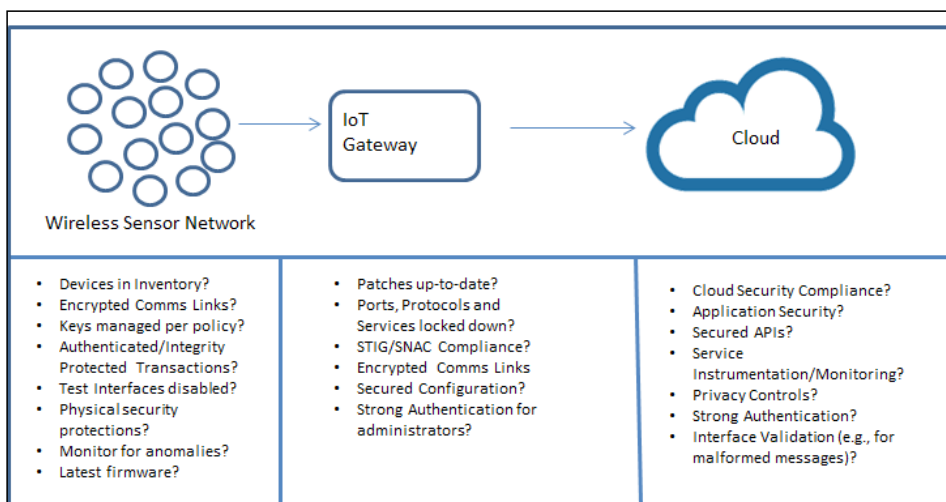 IoT
Gateway
Cloud
Wireless Sensor Network
• Devices in Inventory?
• Encrypted Comms Links?
• Keys managed per policy?
• Authenticated/Integrity
Protected Transactions?
• Test Interfaces disabled?
• Physical security
protections?
• Monitor for anomalies?
• Latest firmware?
• Patches up-to-date?
• Ports, Protocols and
Services locked down?
• STIG/SNAC Compliance?
• Encrypted Comms Links
• Secured Configuration?
• Strong Authentication for
administrators?
• Cloud Security Compliance?
• Application Security?
• Secured APIs?
• Service
Instrumentation/Monitoring?
• Privacy Controls?
• Strong Authentication?
• Interface Validation (e.g., for
malformed messages)?